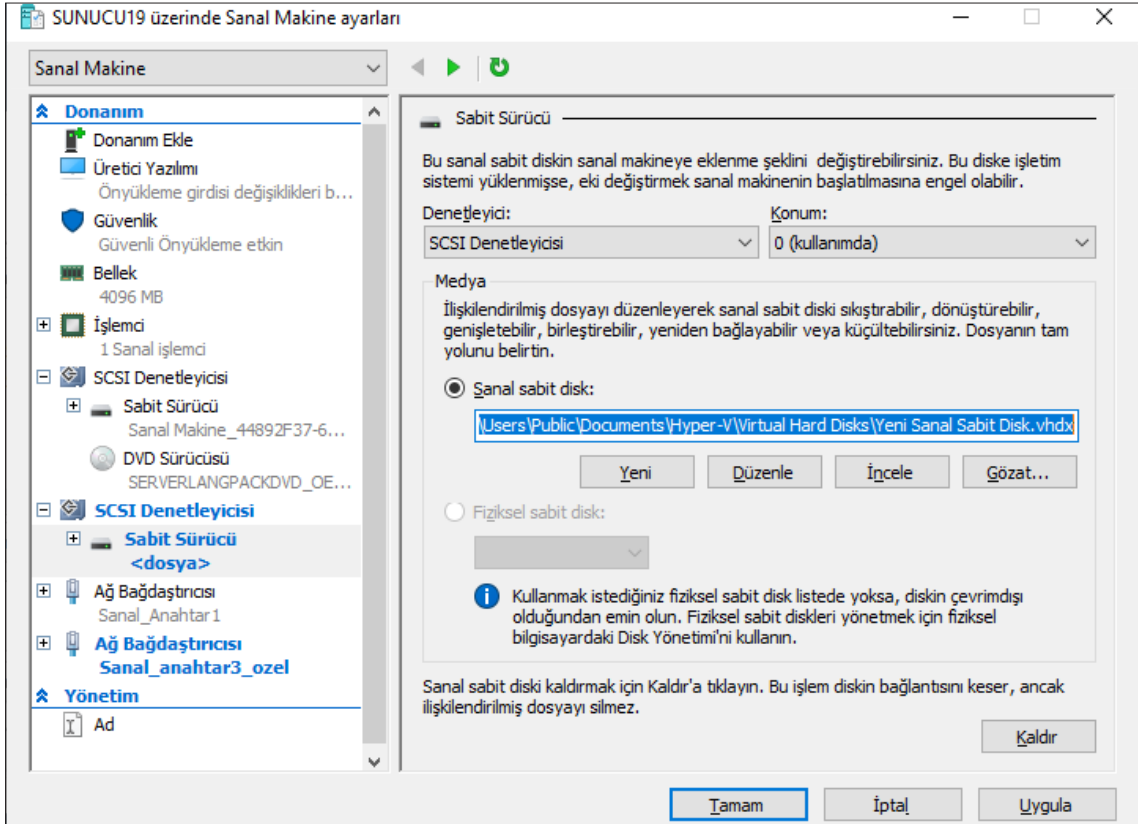 SUNUCU19 üzerinde Sanal Makine ayarları
Sanal Makine
Donanım
Donanım Ekle
Üretici Yazılımı
Önyükleme girdisi değişiklikleri b...
Güvenlik
Güvenli Önyükleme etkin
Bellek
4096 MB
İşlemci
1 Sanal işlemci
SCSI Denetleyicisi
Sabit Sürücü
Sanal Makine_44892F37-6...
DVD Sürücüsü
SERVERLANGPACKDVD_OE...
SCSI Denetleyicisi
Sabit Sürücü
<dosya>
Ağ Bağdaştırıcısı
Sanal_Anahtar1
Ağ Bağdaştırıcısı
Sanal_anahtar3_ozel
Yönetim
Ad
Sabit Sürücü
Bu sanal sabit diskin sanal makineye eklenme şeklini değiştirebilirsiniz. Bu diske işletim
sistemi yüklenmişse, eki değiştirmek sanal makinenin başlatılmasına engel olabilir.
Denetleyici:
Konum:
SCSI Denetleyicisi
0 (kullanımda)
Medya
İlişkilendirilmiş dosyayı düzenleyerek sanal sabit diski sıkıştırabilir, dönüştürebilir,
genişletebilir, birleştirebilir, yeniden bağlayabilir veya küçültebilirsiniz. Dosyanın tam
yolunu belirtin.
Sanal sabit disk:
\Users\Public\Documents\Hyper-V\Virtual Hard Disks\Yeni Sanal Sabit Disk.vhdx
Yeni
Düzenle
İncele
Gözat...
Fiziksel sabit disk:
Kullanmak istediğiniz fiziksel sabit disk listede yoksa, diskin çevrimdışı
olduğundan emin olun. Fiziksel sabit diskleri yönetmek için fiziksel
bilgisayardaki Disk Yönetimi'ni kullanın.
Sanal sabit diski kaldırmak için Kaldır'a tıklayın. Bu işlem diskin bağlantısını keser, ancak
ilişkilendirilmiş dosyayı silmez.
Kaldır
Tamam
İptal
Uygula